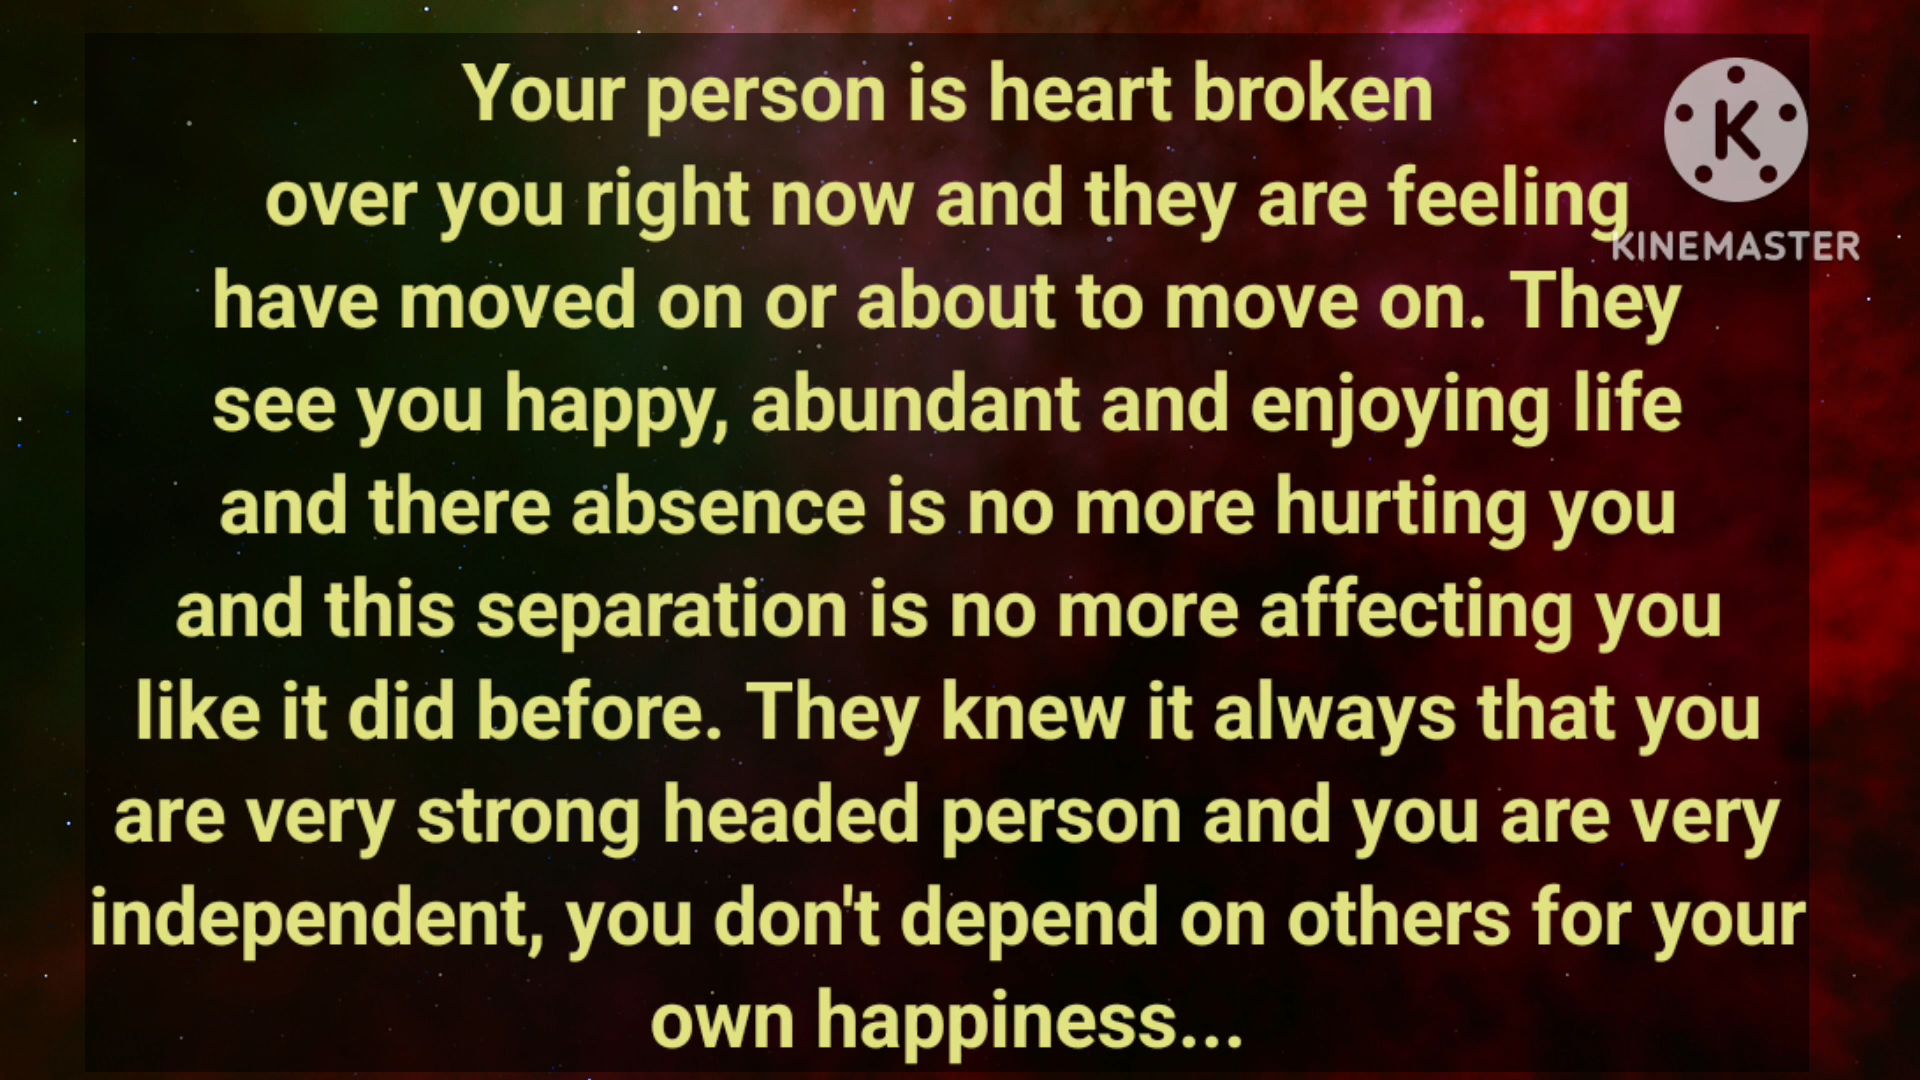 Your person is heart broken
over you right now and they are feeling
have moved on or about to move on. They
see you happy, abundant and enjoying life
and there absence is no more hurting you
and this separation is no more affecting you
like it did before. They knew it always that you
are very strong headed person and you are very
independent, you don't depend on others for your
own happiness...
K
KINEMASTER